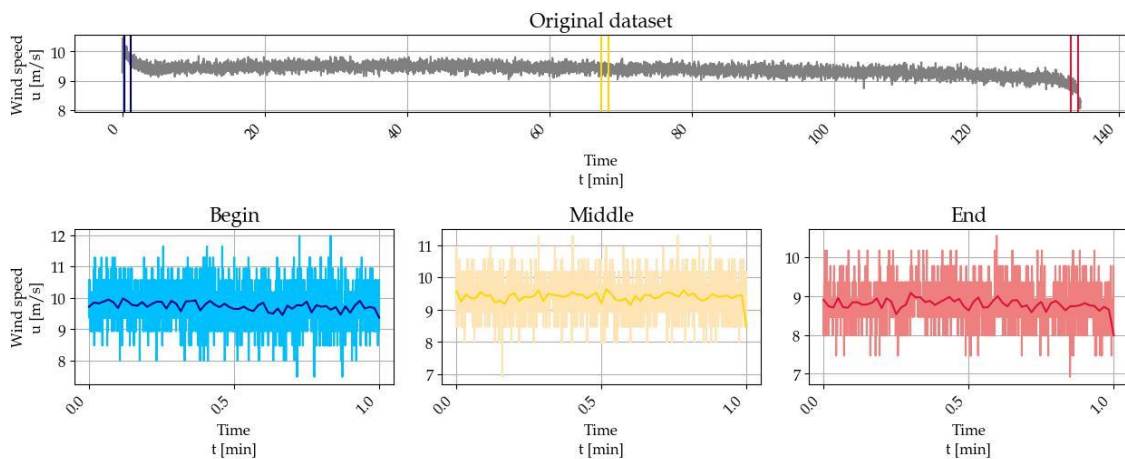 Original dataset
Wind speed
u [m/s]
10
9
8
0
20
40
60
80
100
120
140
Time
t [min]
Begin
Middle
End
Wind speed
u [m/s]
12
11
10
9
8
0.0
0.5
1.0
Time
t [min]
11
10
9
8
7
0.0
0.5
1.0
Time
t [min]
10
9
8
7
0.0
0.5
1.0
Time
t [min]